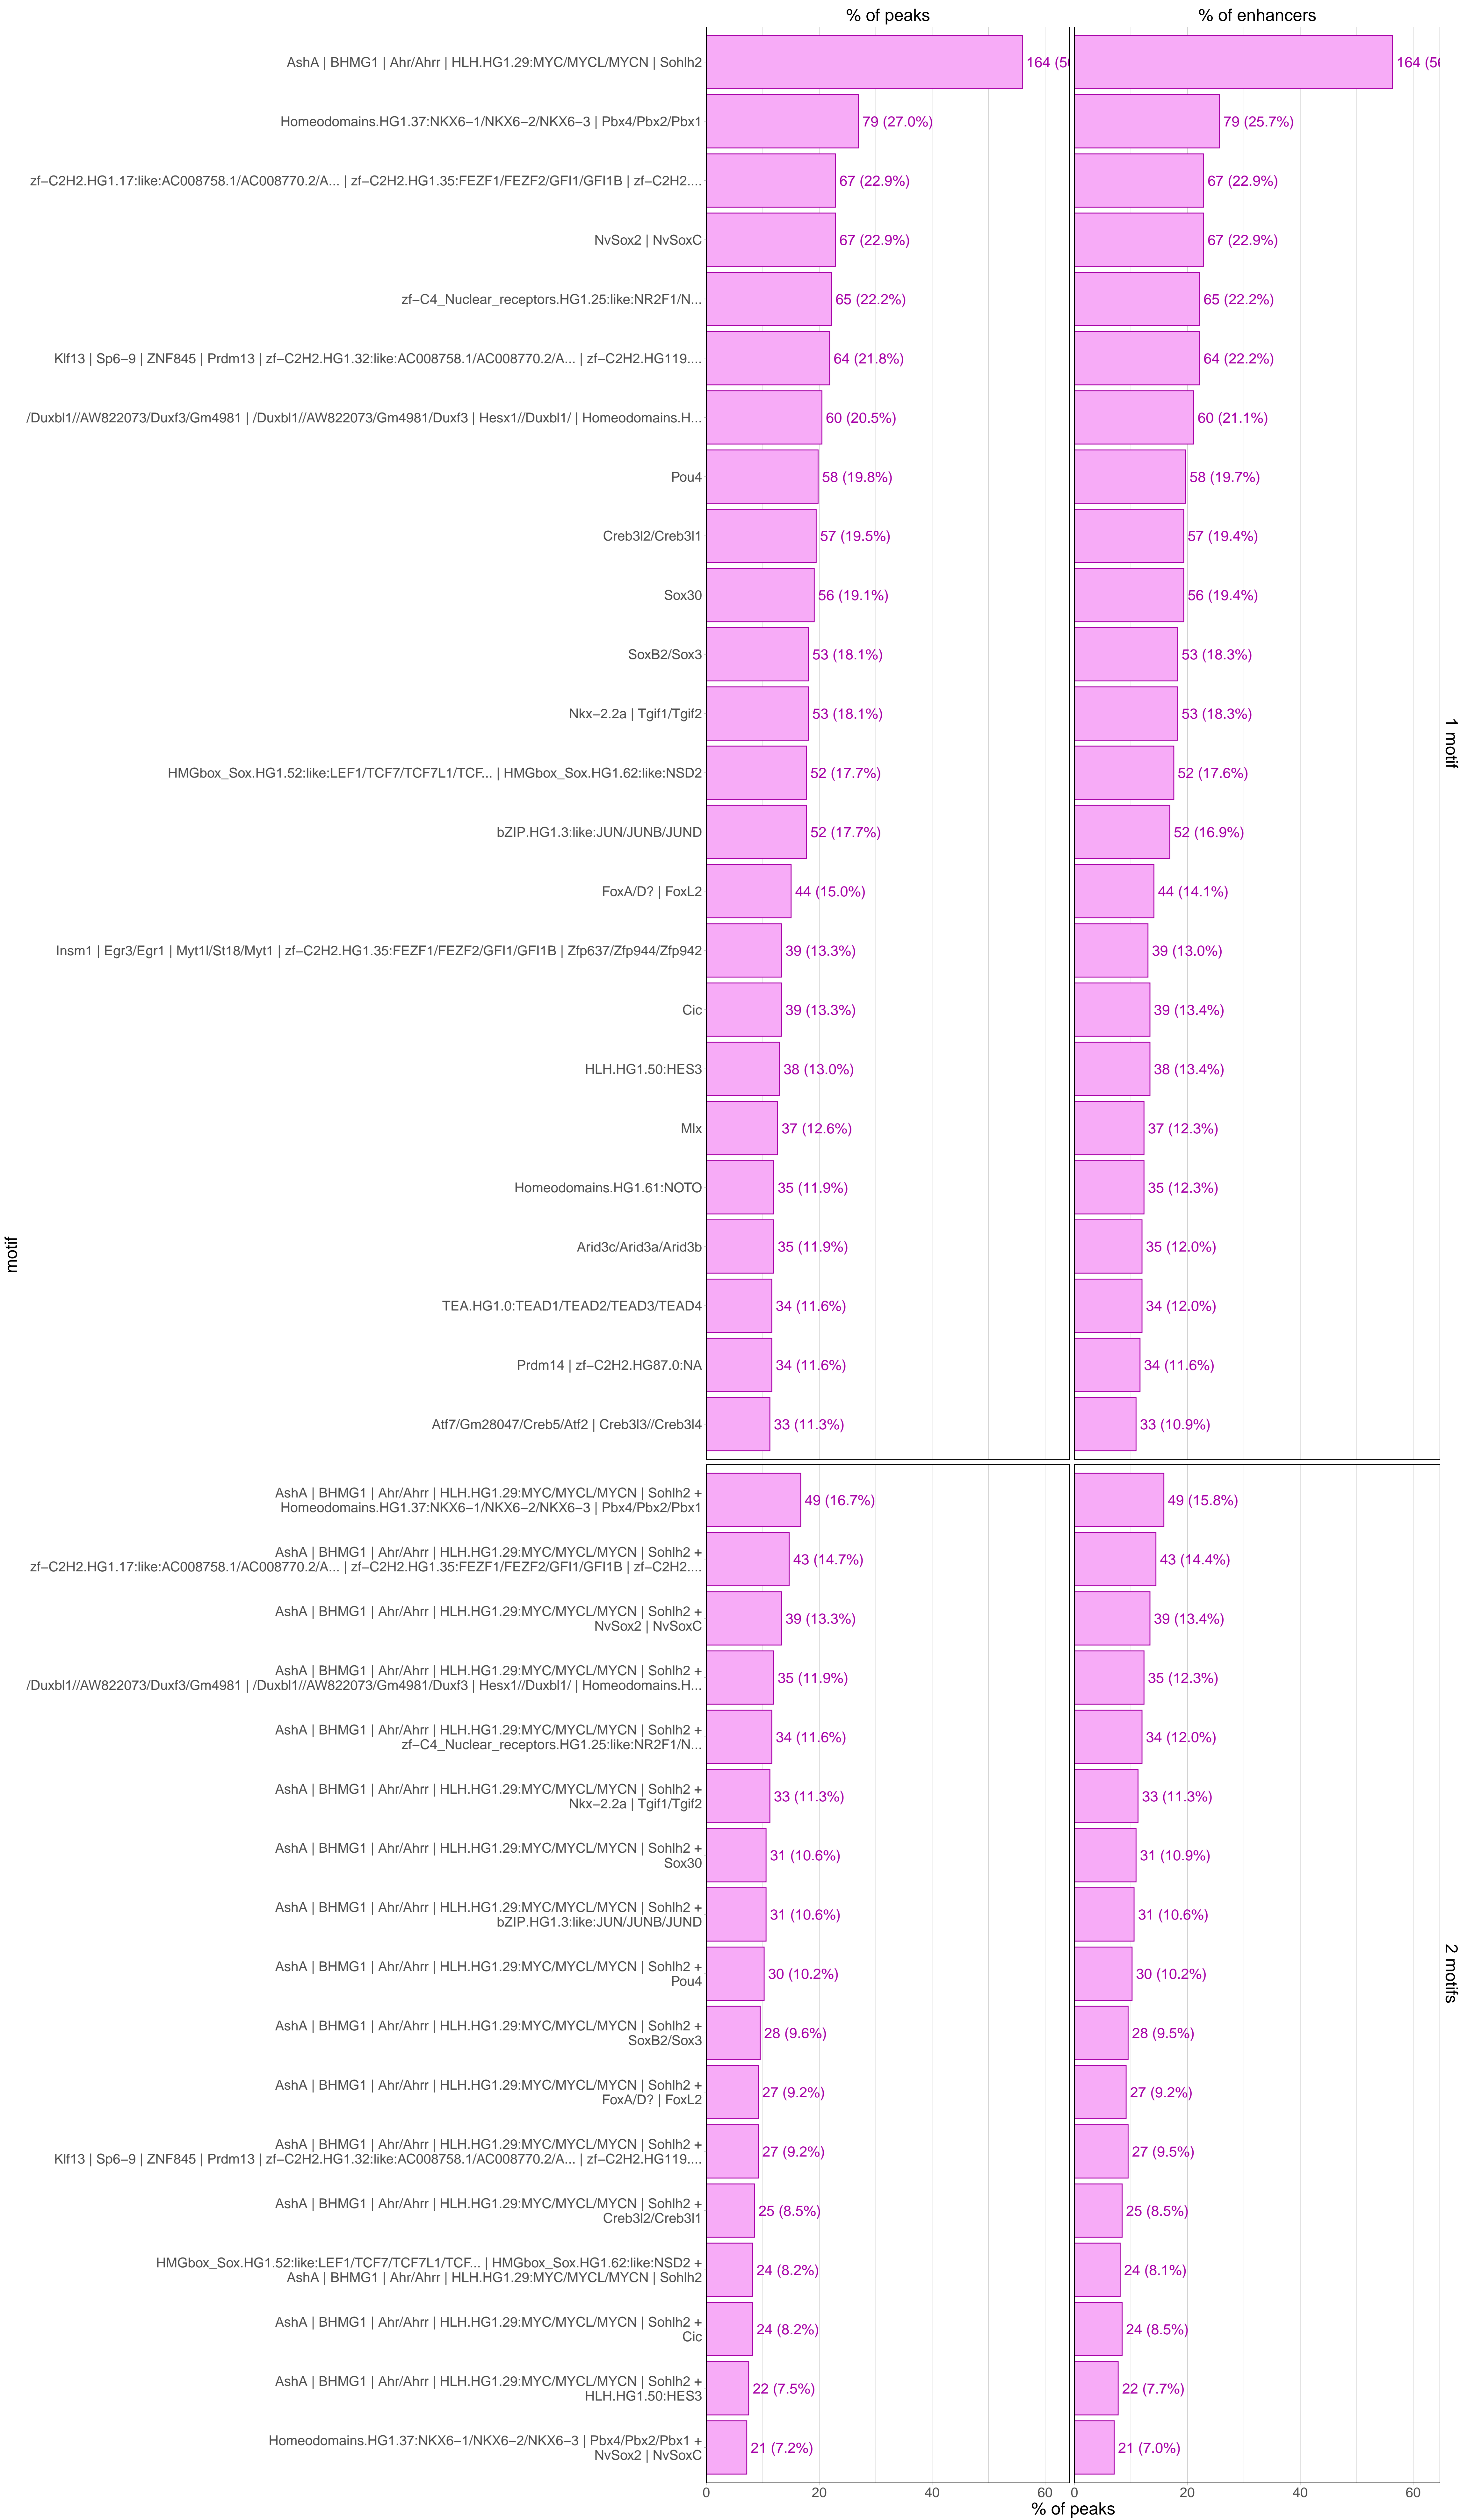 % of peaks
% of enhancers
AshA | BHMG1 | Ahr/Ahrr | HLH.HG1.29:MYC/MYCL/MYCN | Sohlh2
164 (56
164 (56
Homeodomains.HG1.37:NKX6−1/NKX6−2/NKX6−3 | Pbx4/Pbx2/Pbx1
79 (27.0%)
79 (25.7%)
zf−C2H2.HG1.17:like:AC008758.1/AC008770.2/A... | zf−C2H2.HG1.35:FEZF1/FEZF2/GFI1/GFI1B | zf−C2H2....
67 (22.9%)
67 (22.9%)
NvSox2 | NvSoxC
67 (22.9%)
67 (22.9%)
zf−C4_Nuclear_receptors.HG1.25:like:NR2F1/N...
65 (22.2%)
65 (22.2%)
Klf13 | Sp6−9 | ZNF845 | Prdm13 | zf−C2H2.HG1.32:like:AC008758.1/AC008770.2/A... | zf−C2H2.HG119....
64 (21.8%)
64 (22.2%)
/Duxbl1//AW822073/Duxf3/Gm4981 | /Duxbl1//AW822073/Gm4981/Duxf3 | Hesx1//Duxbl1/ | Homeodomains.H...
60 (20.5%)
60 (21.1%)
Pou4
58 (19.8%)
58 (19.7%)
Creb3l2/Creb3l1
57 (19.5%)
57 (19.4%)
Sox30
56 (19.1%)
56 (19.4%)
SoxB2/Sox3
53 (18.1%)
53 (18.3%)
Nkx−2.2a | Tgif1/Tgif2
53 (18.1%)
53 (18.3%)
HMGbox_Sox.HG1.52:like:LEF1/TCF7/TCF7L1/TCF... | HMGbox_Sox.HG1.62:like:NSD2
52 (17.7%)
52 (17.6%)
bZIP.HG1.3:like:JUN/JUNB/JUND
52 (17.7%)
52 (16.9%)
FoxA/D? | FoxL2
44 (15.0%)
44 (14.1%)
Insm1 | Egr3/Egr1 | Myt1l/St18/Myt1 | zf−C2H2.HG1.35:FEZF1/FEZF2/GFI1/GFI1B | Zfp637/Zfp944/Zfp942
39 (13.3%)
39 (13.0%)
Cic
39 (13.3%)
39 (13.4%)
HLH.HG1.50:HES3
38 (13.0%)
38 (13.4%)
Mlx
37 (12.6%)
37 (12.3%)
Homeodomains.HG1.61:NOTO
35 (11.9%)
35 (12.3%)
Arid3c/Arid3a/Arid3b
35 (11.9%)
35 (12.0%)
TEA.HG1.0:TEAD1/TEAD2/TEAD3/TEAD4
34 (11.6%)
34 (12.0%)
Prdm14 | zf−C2H2.HG87.0:NA
34 (11.6%)
34 (11.6%)
Atf7/Gm28047/Creb5/Atf2 | Creb3l3//Creb3l4
33 (11.3%)
33 (10.9%)
1 motif
motif
AshA | BHMG1 | Ahr/Ahrr | HLH.HG1.29:MYC/MYCL/MYCN | Sohlh2 +
Homeodomains.HG1.37:NKX6−1/NKX6−2/NKX6−3 | Pbx4/Pbx2/Pbx1
49 (16.7%)
49 (15.8%)
AshA | BHMG1 | Ahr/Ahrr | HLH.HG1.29:MYC/MYCL/MYCN | Sohlh2 +
zf−C2H2.HG1.17:like:AC008758.1/AC008770.2/A... | zf−C2H2.HG1.35:FEZF1/FEZF2/GFI1/GFI1B | zf−C2H2....
43 (14.7%)
43 (14.4%)
AshA | BHMG1 | Ahr/Ahrr | HLH.HG1.29:MYC/MYCL/MYCN | Sohlh2 +
NvSox2 | NvSoxC
39 (13.3%)
39 (13.4%)
AshA | BHMG1 | Ahr/Ahrr | HLH.HG1.29:MYC/MYCL/MYCN | Sohlh2 +
/Duxbl1//AW822073/Duxf3/Gm4981 | /Duxbl1//AW822073/Gm4981/Duxf3 | Hesx1//Duxbl1/ | Homeodomains.H...
35 (11.9%)
35 (12.3%)
AshA | BHMG1 | Ahr/Ahrr | HLH.HG1.29:MYC/MYCL/MYCN | Sohlh2 +
zf−C4_Nuclear_receptors.HG1.25:like:NR2F1/N...
34 (11.6%)
34 (12.0%)
AshA | BHMG1 | Ahr/Ahrr | HLH.HG1.29:MYC/MYCL/MYCN | Sohlh2 +
Nkx−2.2a | Tgif1/Tgif2
33 (11.3%)
33 (11.3%)
AshA | BHMG1 | Ahr/Ahrr | HLH.HG1.29:MYC/MYCL/MYCN | Sohlh2 +
Sox30
31 (10.6%)
31 (10.9%)
AshA | BHMG1 | Ahr/Ahrr | HLH.HG1.29:MYC/MYCL/MYCN | Sohlh2 +
bZIP.HG1.3:like:JUN/JUNB/JUND
31 (10.6%)
31 (10.6%)
AshA | BHMG1 | Ahr/Ahrr | HLH.HG1.29:MYC/MYCL/MYCN | Sohlh2 +
Pou4
30 (10.2%)
30 (10.2%)
AshA | BHMG1 | Ahr/Ahrr | HLH.HG1.29:MYC/MYCL/MYCN | Sohlh2 +
SoxB2/Sox3
28 (9.6%)
28 (9.5%)
AshA | BHMG1 | Ahr/Ahrr | HLH.HG1.29:MYC/MYCL/MYCN | Sohlh2 +
FoxA/D? | FoxL2
27 (9.2%)
27 (9.2%)
AshA | BHMG1 | Ahr/Ahrr | HLH.HG1.29:MYC/MYCL/MYCN | Sohlh2 +
Klf13 | Sp6−9 | ZNF845 | Prdm13 | zf−C2H2.HG1.32:like:AC008758.1/AC008770.2/A... | zf−C2H2.HG119....
27 (9.2%)
27 (9.5%)
AshA | BHMG1 | Ahr/Ahrr | HLH.HG1.29:MYC/MYCL/MYCN | Sohlh2 +
Creb3l2/Creb3l1
25 (8.5%)
25 (8.5%)
HMGbox_Sox.HG1.52:like:LEF1/TCF7/TCF7L1/TCF... | HMGbox_Sox.HG1.62:like:NSD2 +
AshA | BHMG1 | Ahr/Ahrr | HLH.HG1.29:MYC/MYCL/MYCN | Sohlh2
24 (8.2%)
24 (8.1%)
AshA | BHMG1 | Ahr/Ahrr | HLH.HG1.29:MYC/MYCL/MYCN | Sohlh2 +
Cic
24 (8.2%)
24 (8.5%)
AshA | BHMG1 | Ahr/Ahrr | HLH.HG1.29:MYC/MYCL/MYCN | Sohlh2 +
HLH.HG1.50:HES3
22 (7.5%)
22 (7.7%)
Homeodomains.HG1.37:NKX6−1/NKX6−2/NKX6−3 | Pbx4/Pbx2/Pbx1 +
NvSox2 | NvSoxC
21 (7.2%)
21 (7.0%)
2 motifs
0 20 40 60 0 20 40 60
% of peaks